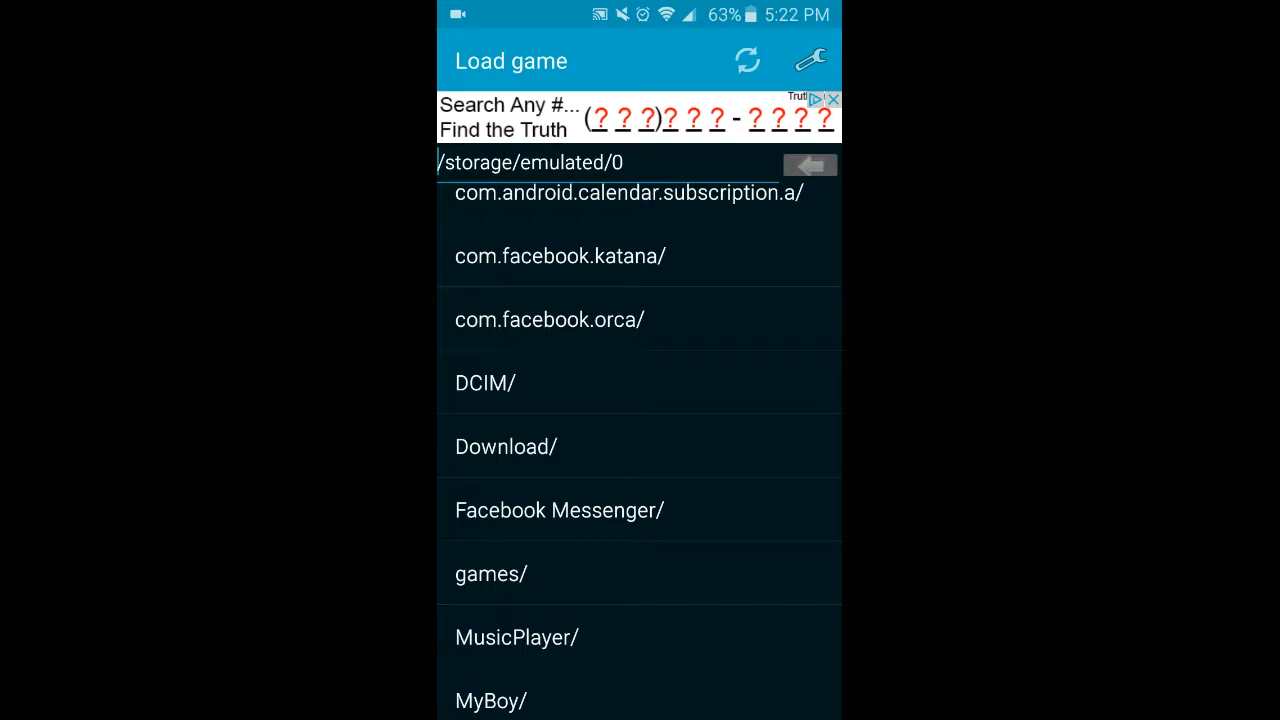 63% 5:22 PM
Load game
Search Any #...
Find the Truth
(? ? ?)? ? ? - ? ? ? ?
/storage/emulated/0
com.android.calendar.subscription.a/
com.facebook.katana/
com.facebook.orca/
DCIM/
Download/
Facebook Messenger/
games/
MusicPlayer/
MyBoy/